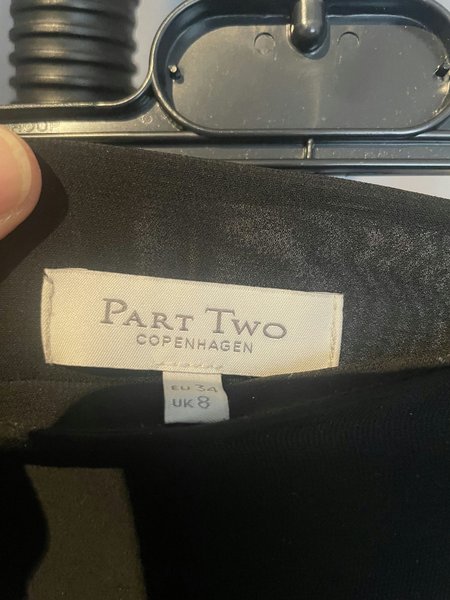 PART TWO
COPENHAGEN
EU 34
UK 8